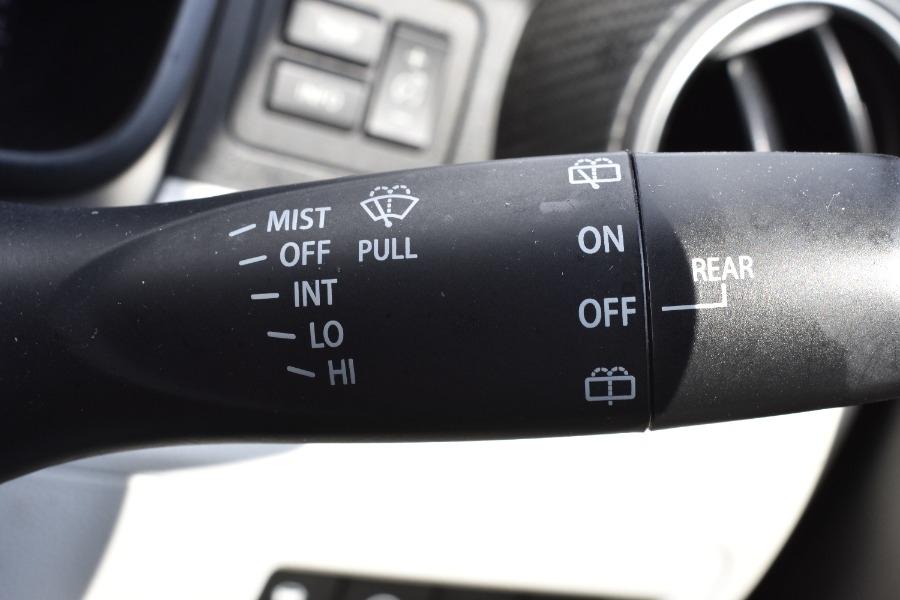 MIST
OFF
INT
LO
HI
PULL
ON
OFF
REAR